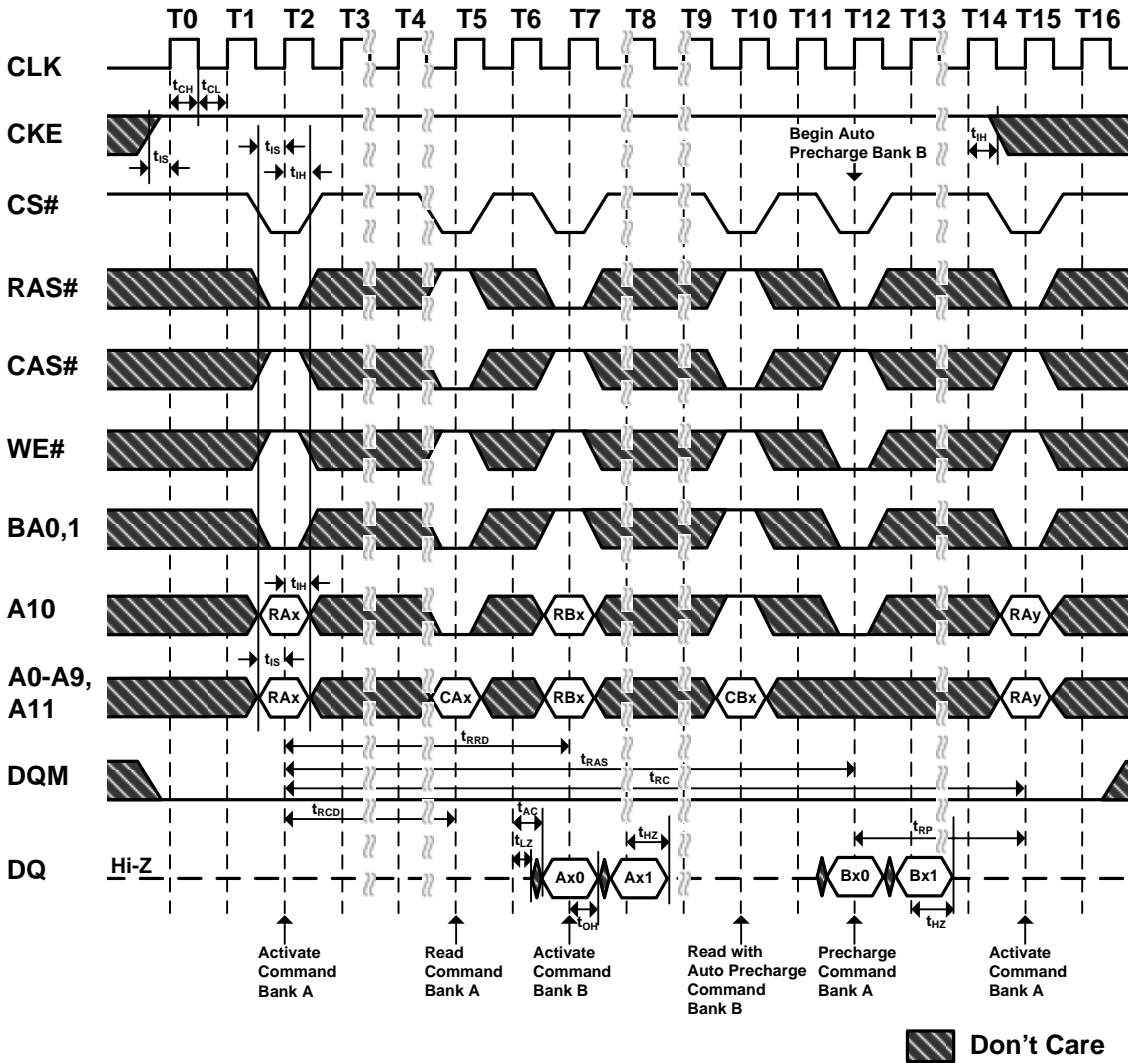 T0 T1 T2 T3 T4 T5 T6 T7 T8 T9 T10 T11 T12 T13 T14 T15 T16
CLK
tCH tCL
CKE
tIS
tIS
tIH
Begin Auto
Precharge Bank B
tIH
CS#
RAS#
CAS#
WE#
BA0,1
tIH
A10
RAx RBx RAy
tIS
A0-A9,
A11
RAx CAx RBx CBx RAy
tRRD
tRAS
DQM
tRC
tRCD
tAC
tRP
tLZ
tHZ
DQ
Hi-Z
Ax0 Ax1 Bx0 Bx1
tOH
tHZ
Activate
Command
Bank A
Read
Command
Bank A
Activate
Command
Bank B
Read with
Auto Precharge
Command
Bank B
Precharge
Command
Bank A
Activate
Command
Bank A
Don't Care